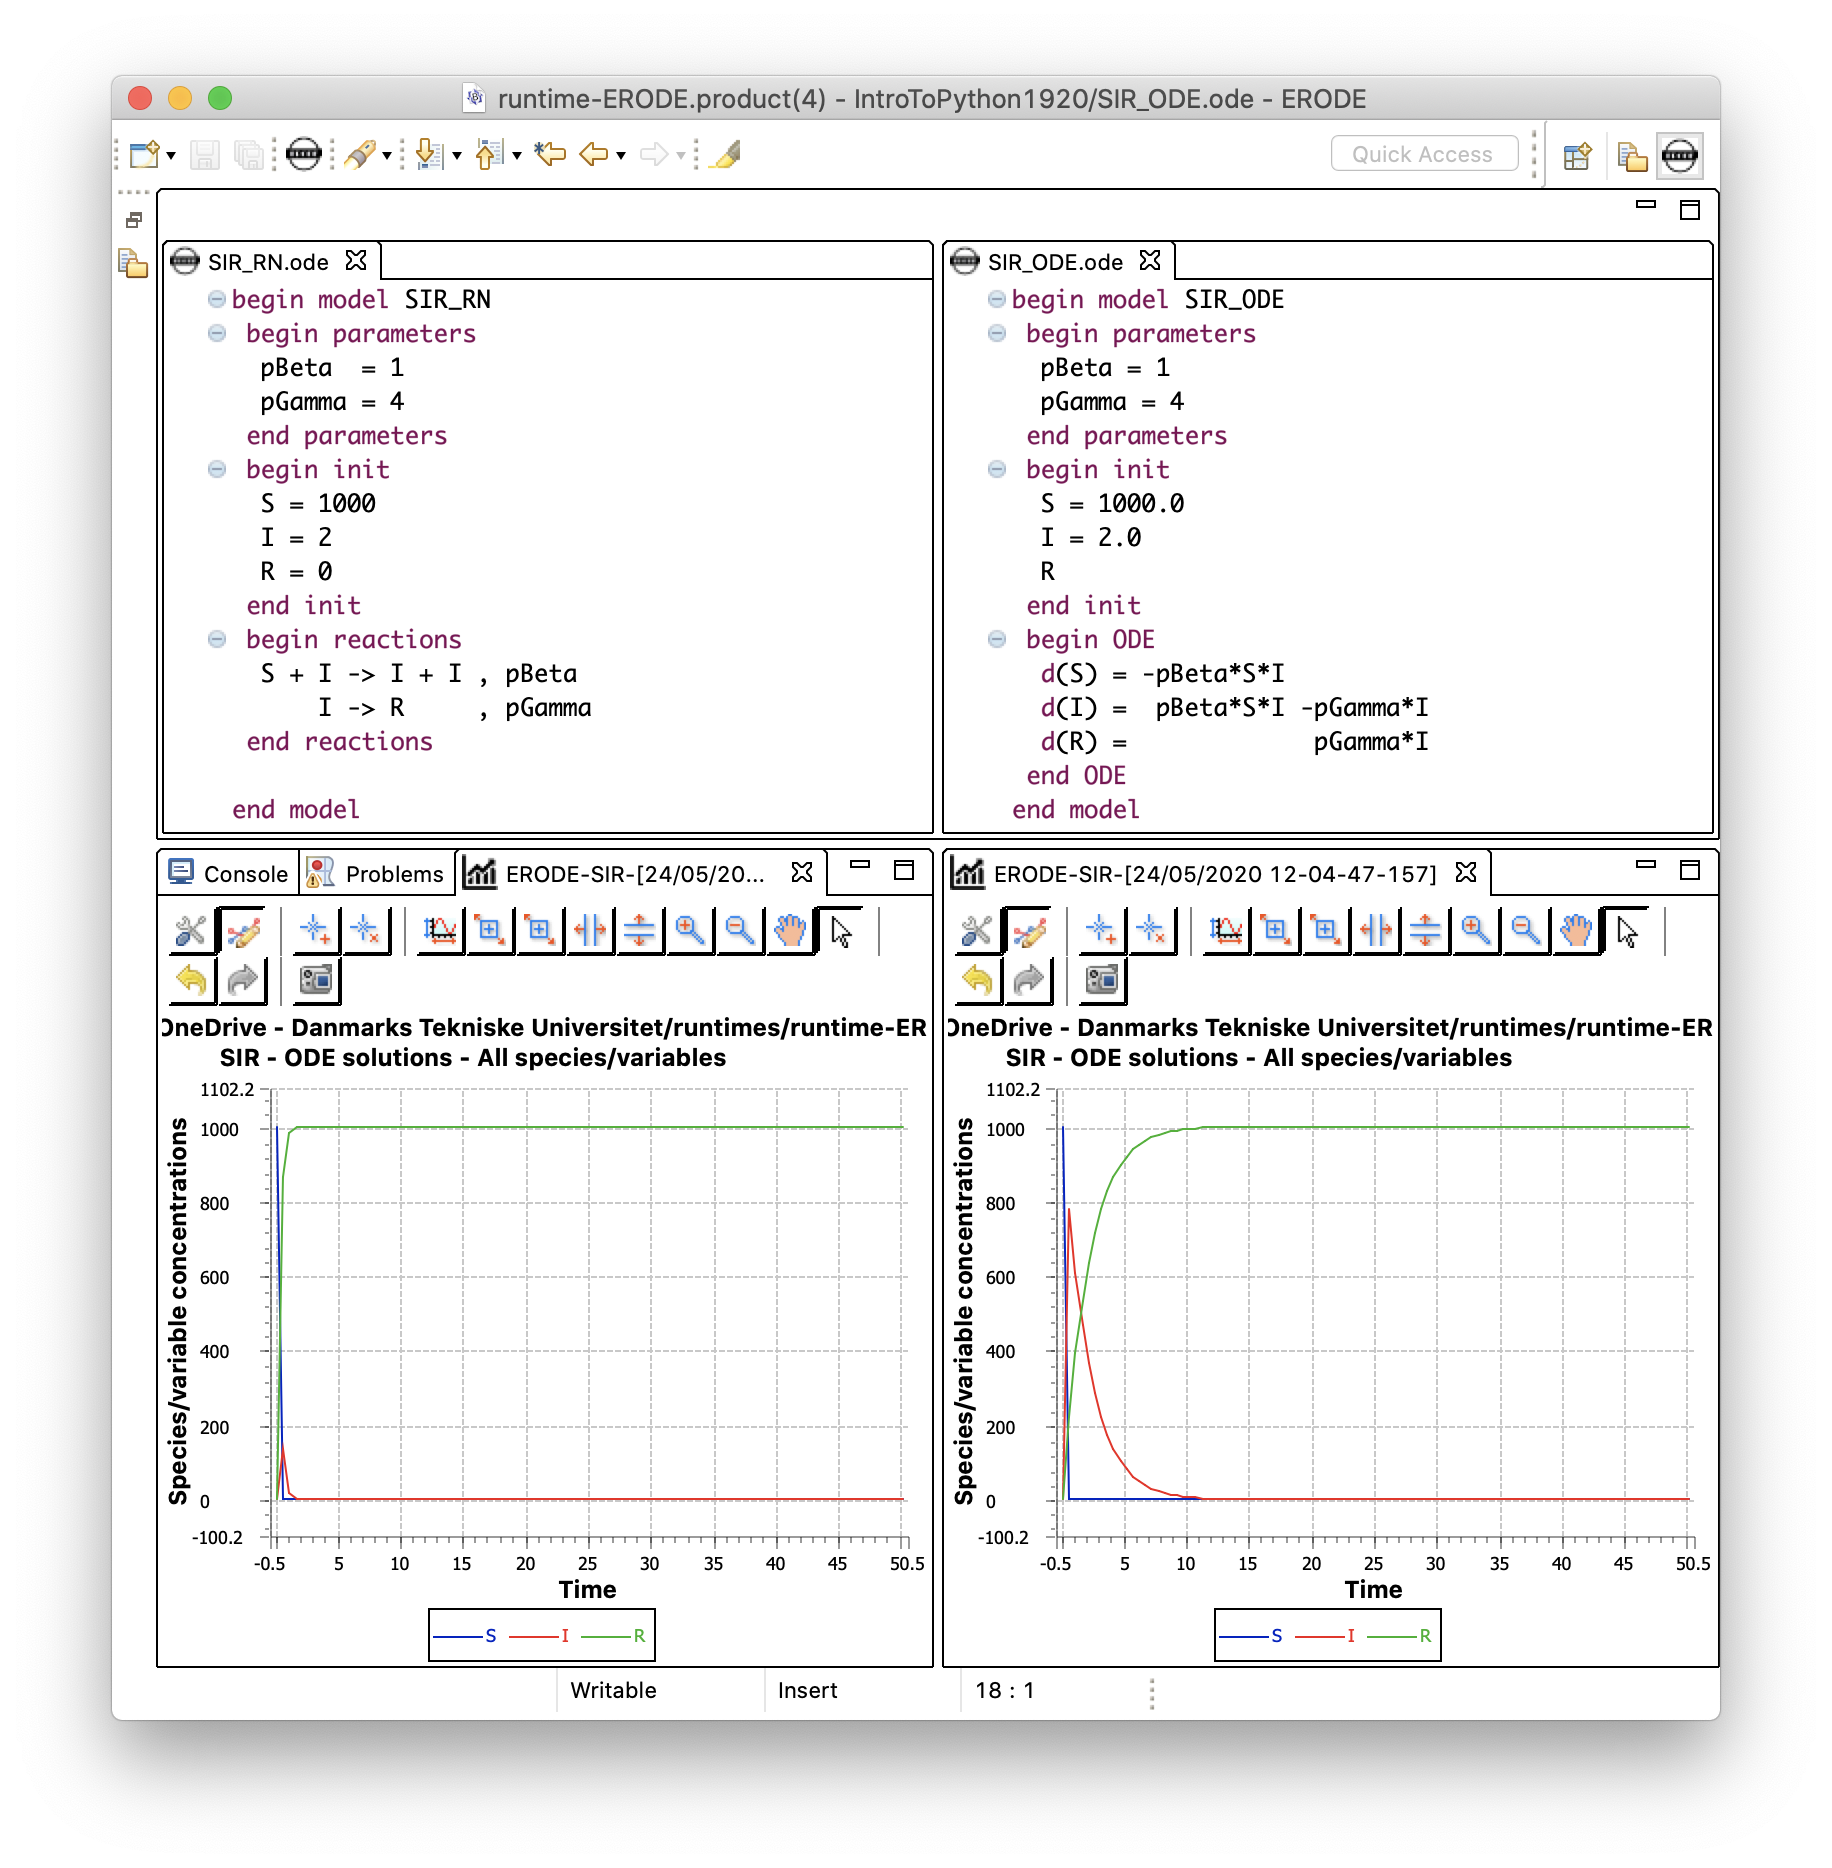 runtime-ERODE.product(4) - IntroToPython1920/SIR_ODE.ode - ERODE
Quick Access
SIR_RN.ode
begin model SIR_RN
begin parameters
pBeta  = 1
pGamma = 4
end parameters
begin init
S = 1000
I = 2
R = 0
end init
begin reactions
S + I -> I + I , pBeta
I -> R     , pGamma
end reactions
end model
SIR_ODE.ode
begin model SIR_ODE
begin parameters
pBeta = 1
pGamma = 4
end parameters
begin init
S = 1000.0
I = 2.0
R
end init
begin ODE
d(S) = -pBeta*S*I
d(I) =  pBeta*S*I -pGamma*I
d(R) =             pGamma*I
end ODE
end model
Console Problems ERODE-SIR-[24/05/20...
OneDrive - Danmarks Tekniske Universitet/runtimes/runtime-ER
SIR - ODE solutions - All species/variables
Species/variable concentrations
1102.2
1000
800
600
400
200
0
-100.2
-0.5 5 10 15 20 25 30 35 40 45 50.5
Time
S I R
ERODE-SIR-[24/05/2020 12-04-47-157]
OneDrive - Danmarks Tekniske Universitet/runtimes/runtime-ER
SIR - ODE solutions - All species/variables
Species/variable concentrations
1102.2
1000
800
600
400
200
0
-100.2
-0.5 5 10 15 20 25 30 35 40 45 50.5
Time
S I R
Writable Insert 18 : 1